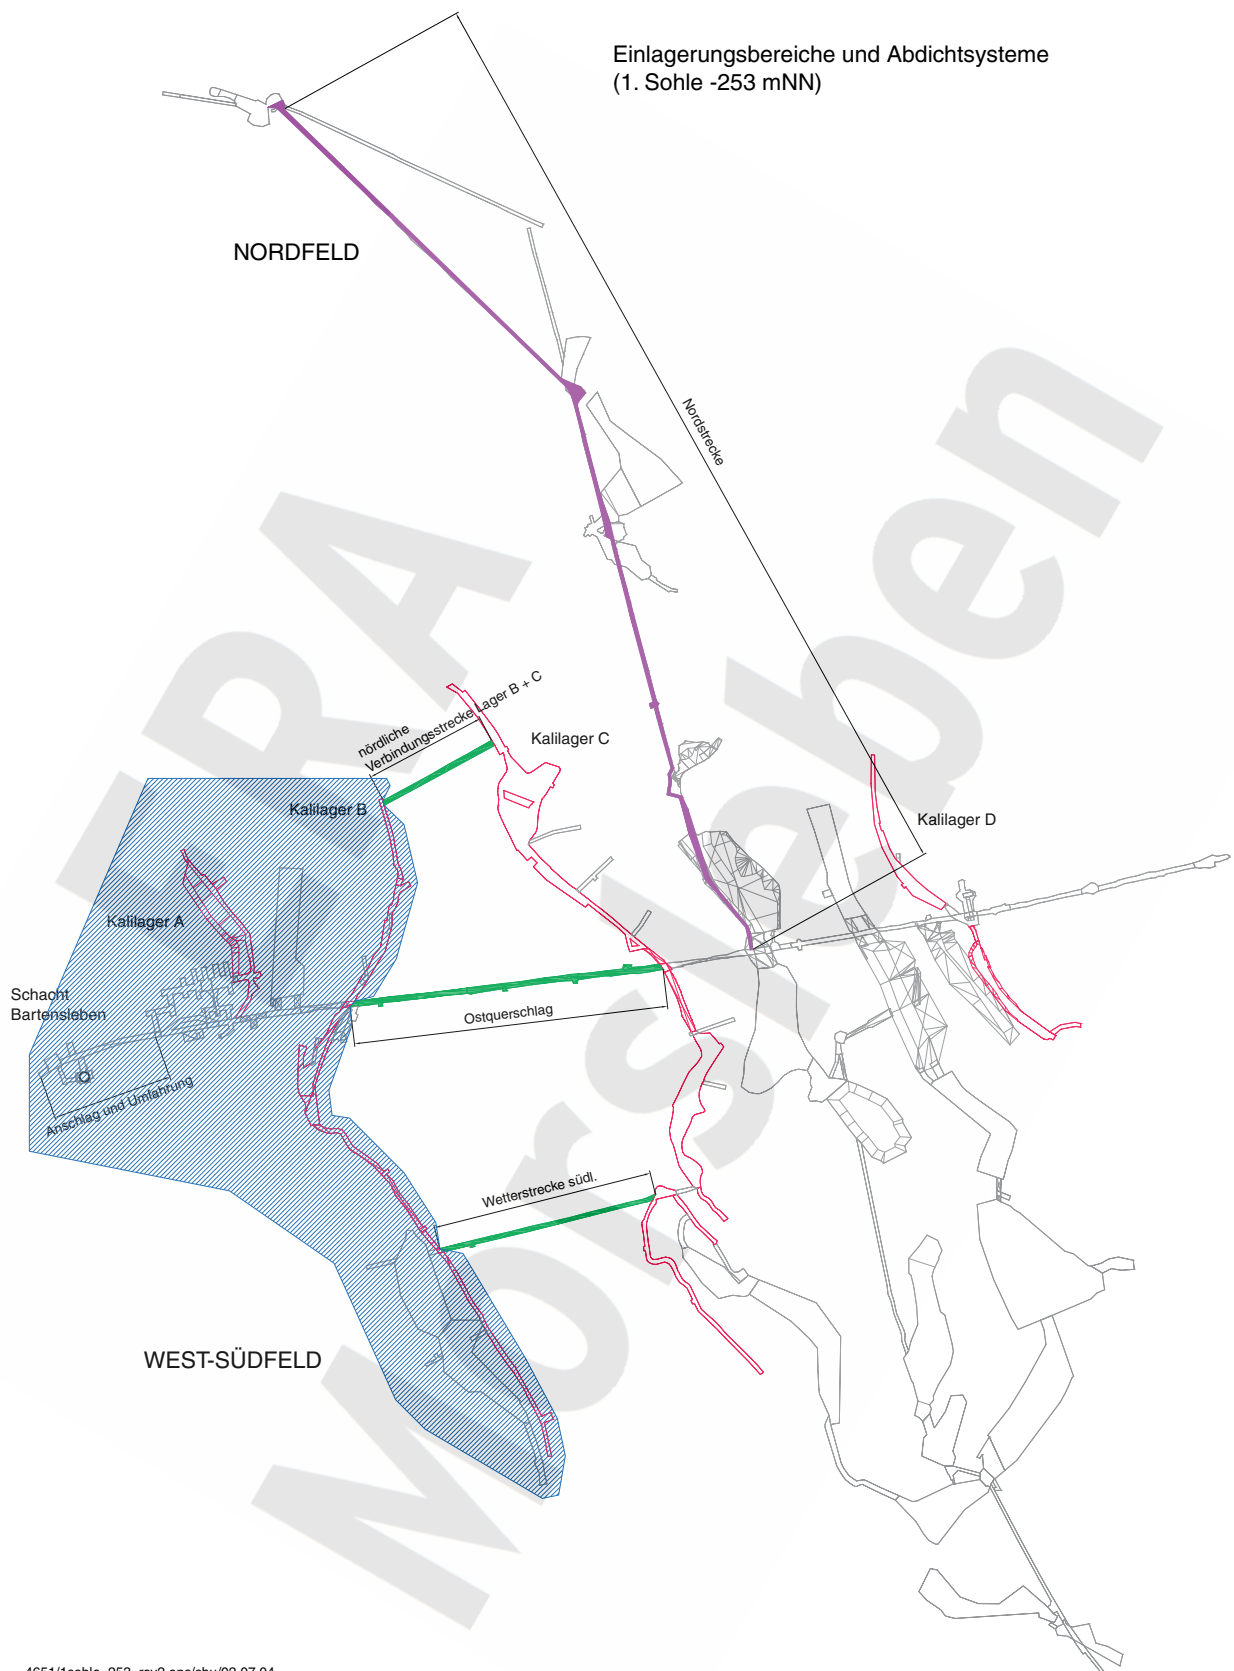 Einlagerungsbereiche und Abdichtsysteme
(1. Sohle -253 mNN)
NORDFELD
Nordstrecke
nördliche
Verbindungsstrecke Lager B + C
Kalilager C
Kalilager B
Kalilager D
Kalilager A
Schacht
Bartensleben
Ostquerschlag
Anschlag und Umfahrung
Wetterstrecke südl.
WEST-SÜDFELD
ERA
Morsleben